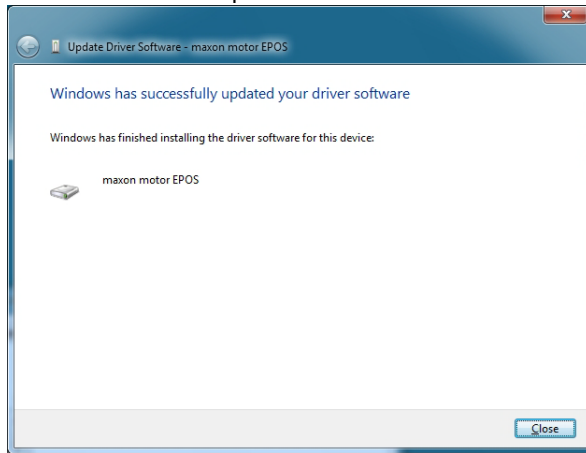 Update Driver Software - maxon motor EPOS
Windows has successfully updated your driver software
Windows has finished installing the driver software for this device:
maxon motor EPOS
Close